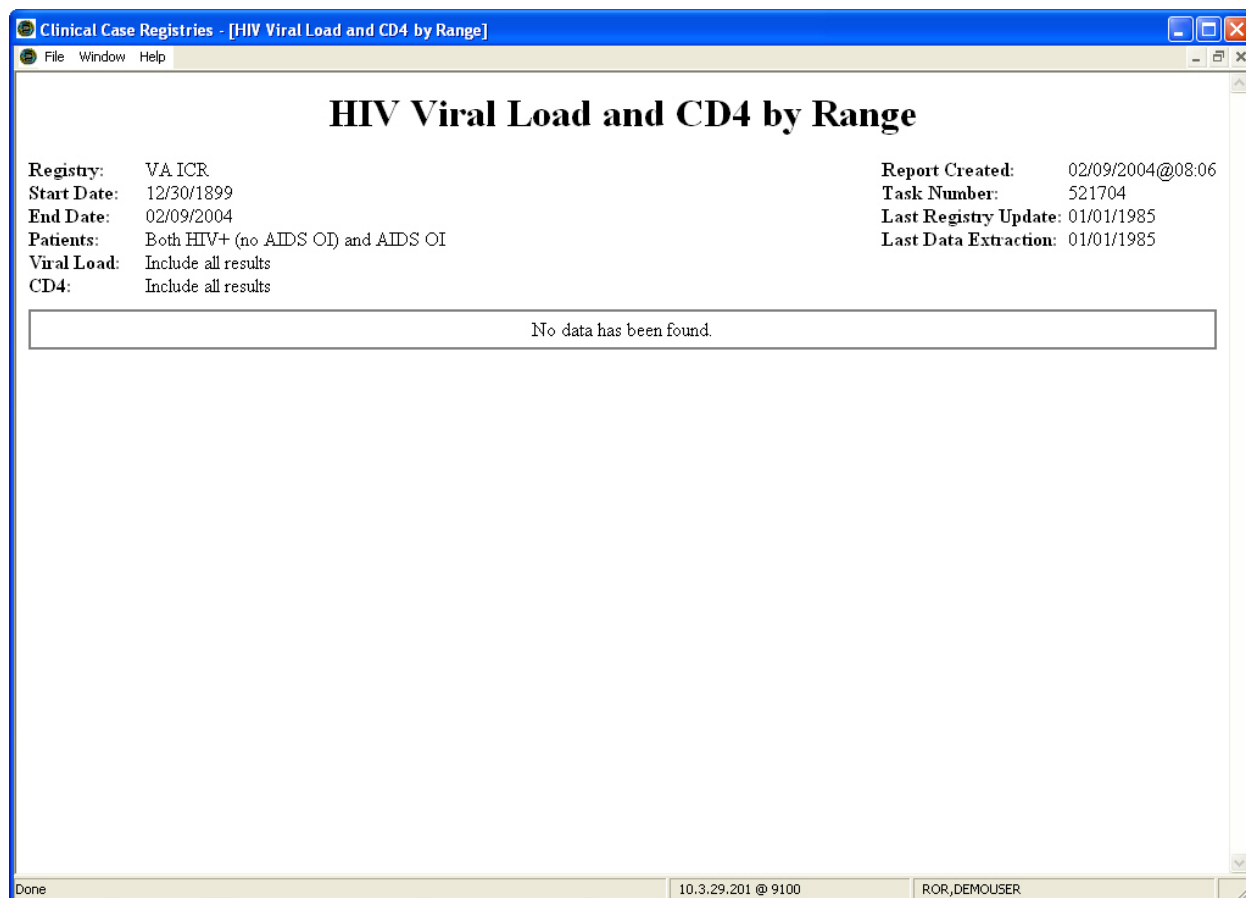 Clinical Case Registries - [HIV Viral Load and CD4 by Range]
File Window Help
HIV Viral Load and CD4 by Range
Registry: VA ICR Report Created: 02/09/2004@08:06
Start Date: 12/30/1899 Task Number: 521704
End Date: 02/09/2004 Last Registry Update: 01/01/1985
Patients: Both HIV+ (no AIDS OI) and AIDS OI Last Data Extraction: 01/01/1985
Viral Load: Include all results
CD4: Include all results
No data has been found.
Done 10.3.29.201 @ 9100 ROR,DEMOUSER